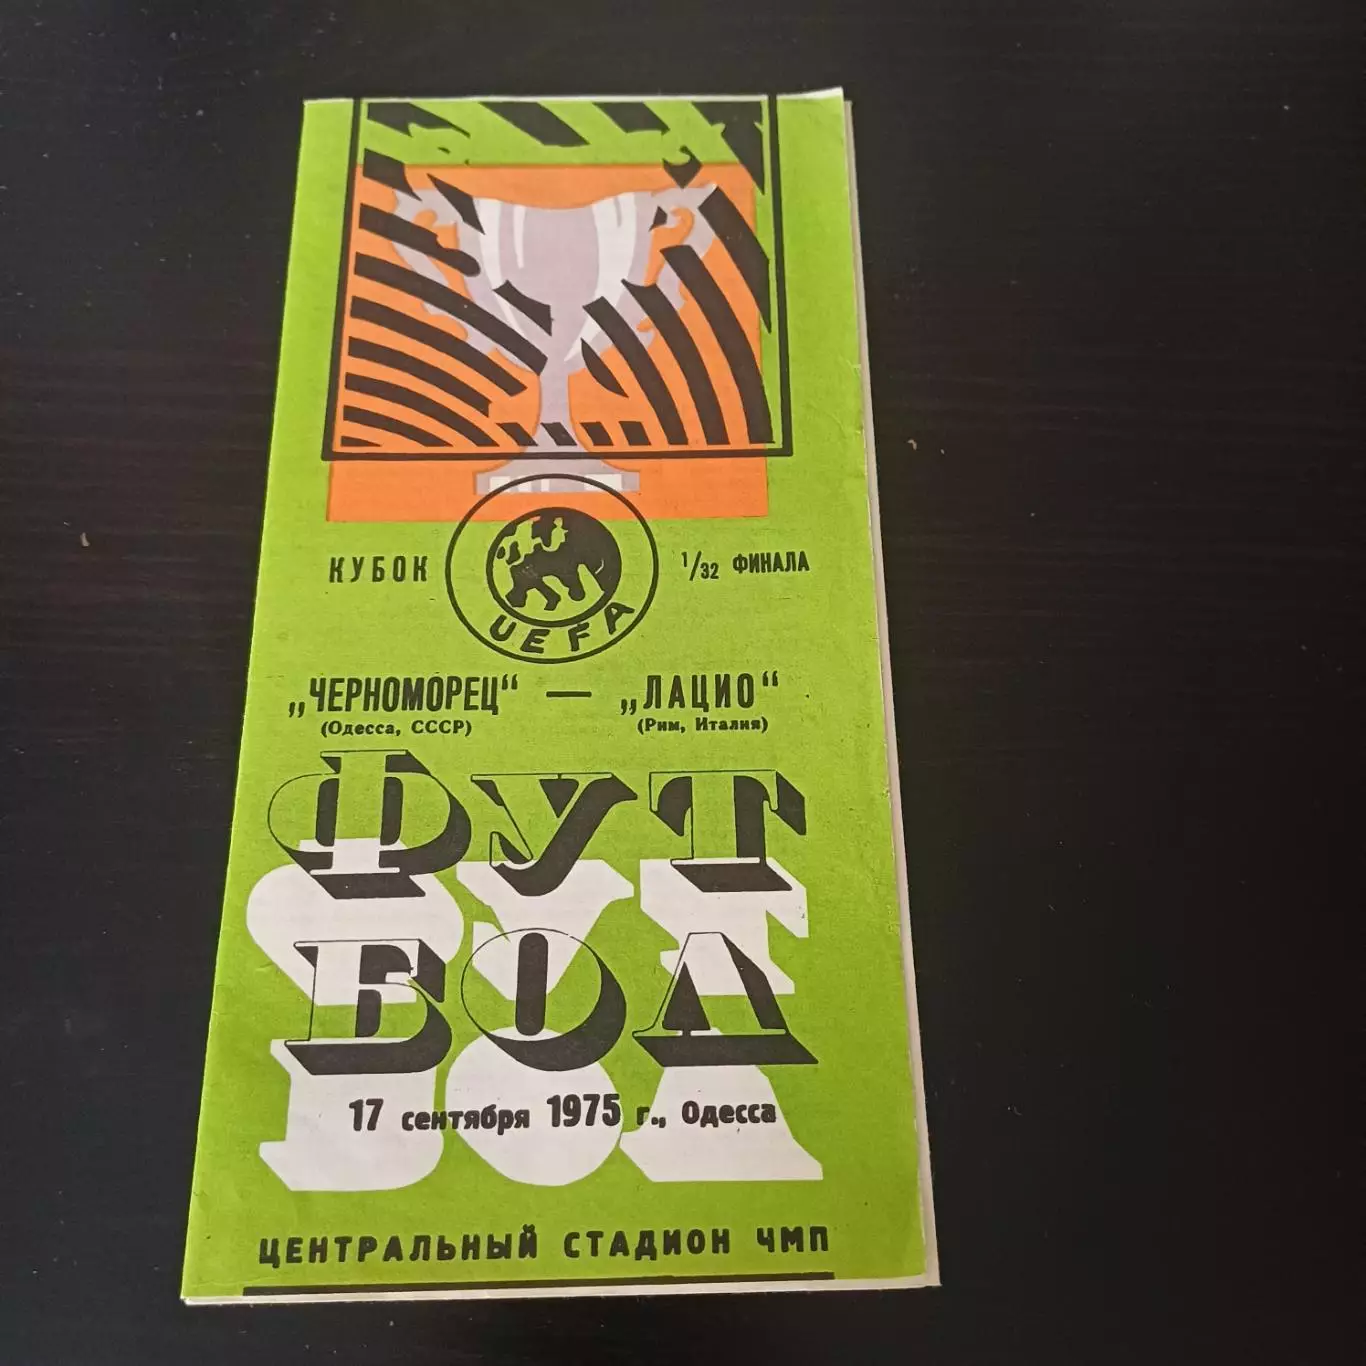 КУБОК
UEFA
1/32 ФИНАЛА
„ЧЕРНОМОРЕЦ“ — „ЛАЦИО“
(Одесса, СССР) (Рим, Италия)
ФУТ
БОЛ
17 сентября 1975 г., Одесса
ЦЕНТРАЛЬНЫЙ СТАДИОН ЧМП